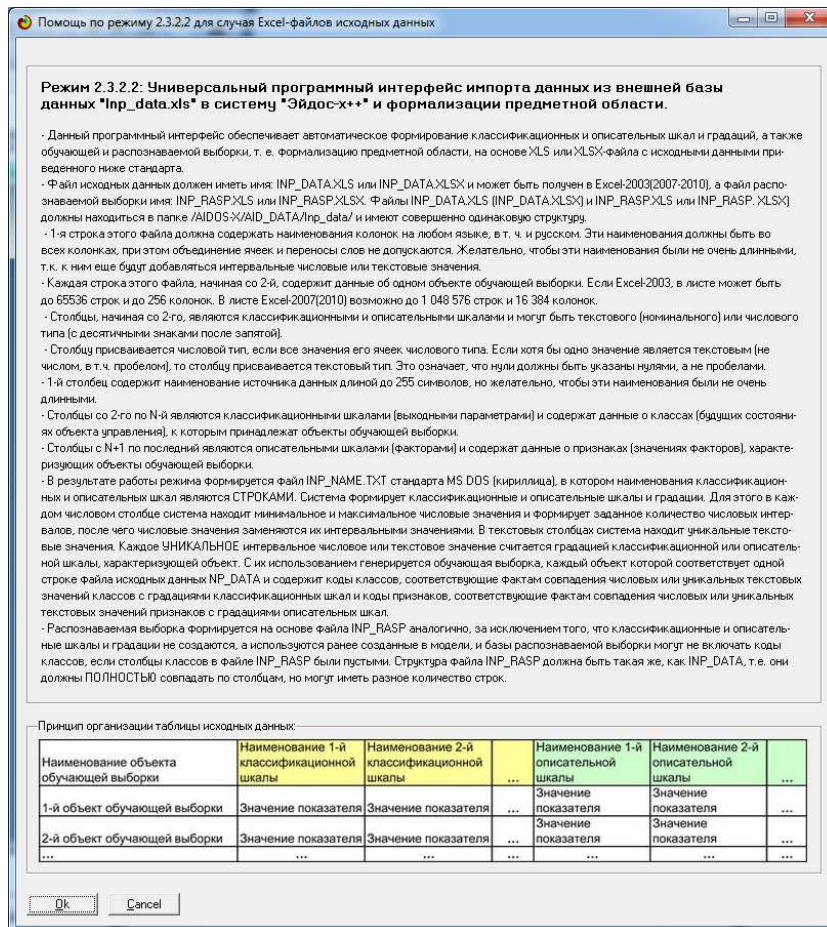 Помощь по режиму 2.3.2.2 для случая Excel-файлов исходных данных
Режим 2.3.2.2: Универсальный программный интерфейс импорта данных из внешней базы
данных "Inp_data.xls" в систему "Эйдос-х++" и формализации предметной области.
- Данный программный интерфейс обеспечивает автоматическое формирование классификационных и описательных шкал и градаций, а также
обучающей и распознаваемой выборки, т. е. формализацию предметной области, на основе XLS или XLSX-файла с исходными данными при-
веденного ниже стандарта.
- Файл исходных данных должен иметь имя: INP_DATA.XLS или INP_DATA.XLSX и может быть получен в Excel-2003(2007-2010), а файл распо-
знаваемой выборки имя: INP_RASP.XLS или INP_RASP.XLSX. Файлы INP_DATA.XLS (INP_DATA.XLSX) и INP_RASP.XLS или INP_RASP. XLSX)
должны находиться в папке /AIDOS-X/AID_DATA/Inp_data/ и имеют совершенно одинаковую структуру.
- 1-я строка этого файла должна содержать наименования колонок на любом языке, в т. ч. и русском. Эти наименования должны быть во
всех колонках, при этом объединение ячеек и переносы слов не допускаются. Желательно, чтобы эти наименования были не очень длинными,
т.к. к ним еще будут добавляться интервальные числовые или текстовые значения.
- Каждая строка этого файла, начиная со 2-й, содержит данные об одном объекте обучающей выборки. Если Excel-2003, в листе может быть
до 65536 строк и до 256 колонок. В листе Excel-2007(2010) возможно до 1 048 576 строк и 16 384 колонок.
- Столбцы, начиная со 2-го, являются классификационными и описательными шкалами и могут быть текстового (номинального) или числового
типа (с десятичными знаками после запятой).
- Столбцу присваивается числовой тип, если все значения его ячеек числового типа. Если хотя бы одно значение является текстовым (не
числом, в т.ч. пробелом), то столбцу присваивается текстовый тип. Это означает, что нули должны быть указаны нулями, а не пробелами.
- 1-й столбец содержит наименование источника данных длиной до 255 символов, но желательно, чтобы эти наименования были не очень
длинными.
- Столбцы со 2-го по N-й являются классификационными шкалами (выходными параметрами) и содержат данные о классах (будущих состояни-
ях объекта управления), к которым принадлежат объекты обучающей выборки.
- Столбцы с N+1 по последний являются описательными шкалами (факторами) и содержат данные о признаках (значениях факторов), характе-
ризующих объекты обучающей выборки.
- В результате работы режима формируется файл INP_NAME.TXT стандарта MS DOS (кириллица), в котором наименования классификацион-
ных и описательных шкал являются СТРОКАМИ. Система формирует классификационные и описательные шкалы и градации. Для этого в каж-
дом числовом столбце система находит минимальное и максимальное числовые значения и формирует заданное количество числовых интер-
валов, после чего числовые значения заменяются их интервальными значениями. В текстовых столбцах система находит уникальные тексто-
вые значения. Каждое УНИКАЛЬНОЕ интервальное числовое или текстовое значение считается градацией классификационной или описатель-
ной шкалы, характеризующей объект. С их использованием генерируется обучающая выборка, каждый объект которой соответствует одной
строке файла исходных данных NP_DATA и содержит коды классов, соответствующие фактам совпадения числовых или уникальных текстовых
значений классов с градациями классификационных шкал и коды признаков, соответствующие фактам совпадения числовых или уникальных
текстовых значений признаков с градациями описательных шкал.
- Распознаваемая выборка формируется на основе файла INP_RASP аналогично, за исключением того, что классификационные и описатель-
ные шкалы и градации не создаются, а используются ранее созданные в модели, и базы распознаваемой выборки могут не включать коды
классов, если столбцы классов в файле INP_RASP были пустыми. Структура файла INP_RASP должна быть такая же, как INP_DATA, т.е. они
должны ПОЛНОСТЬЮ совпадать по столбцам, но могут иметь разное количество строк.
Принцип организации таблицы исходных данных:
Наименование объекта обучающей выборки Наименование 1-й классификационной шкалы Наименование 2-й классификационной шкалы ... Наименование 1-й описательной шкалы Наименование 2-й описательной шкалы ...
1-й объект обучающей выборки Значение показателя Значение показателя ... Значение показателя Значение показателя ...
2-й объект обучающей выборки Значение показателя Значение показателя ... Значение показателя Значение показателя ...
... ... ... ... ... ... ...
Ok Cancel